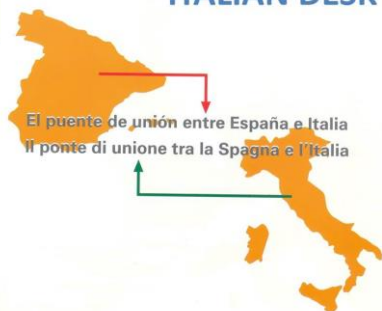 ITALIAN DESK
El puente de unión entre España e Italia
Il ponte di unione tra la Spagna e l'Italia